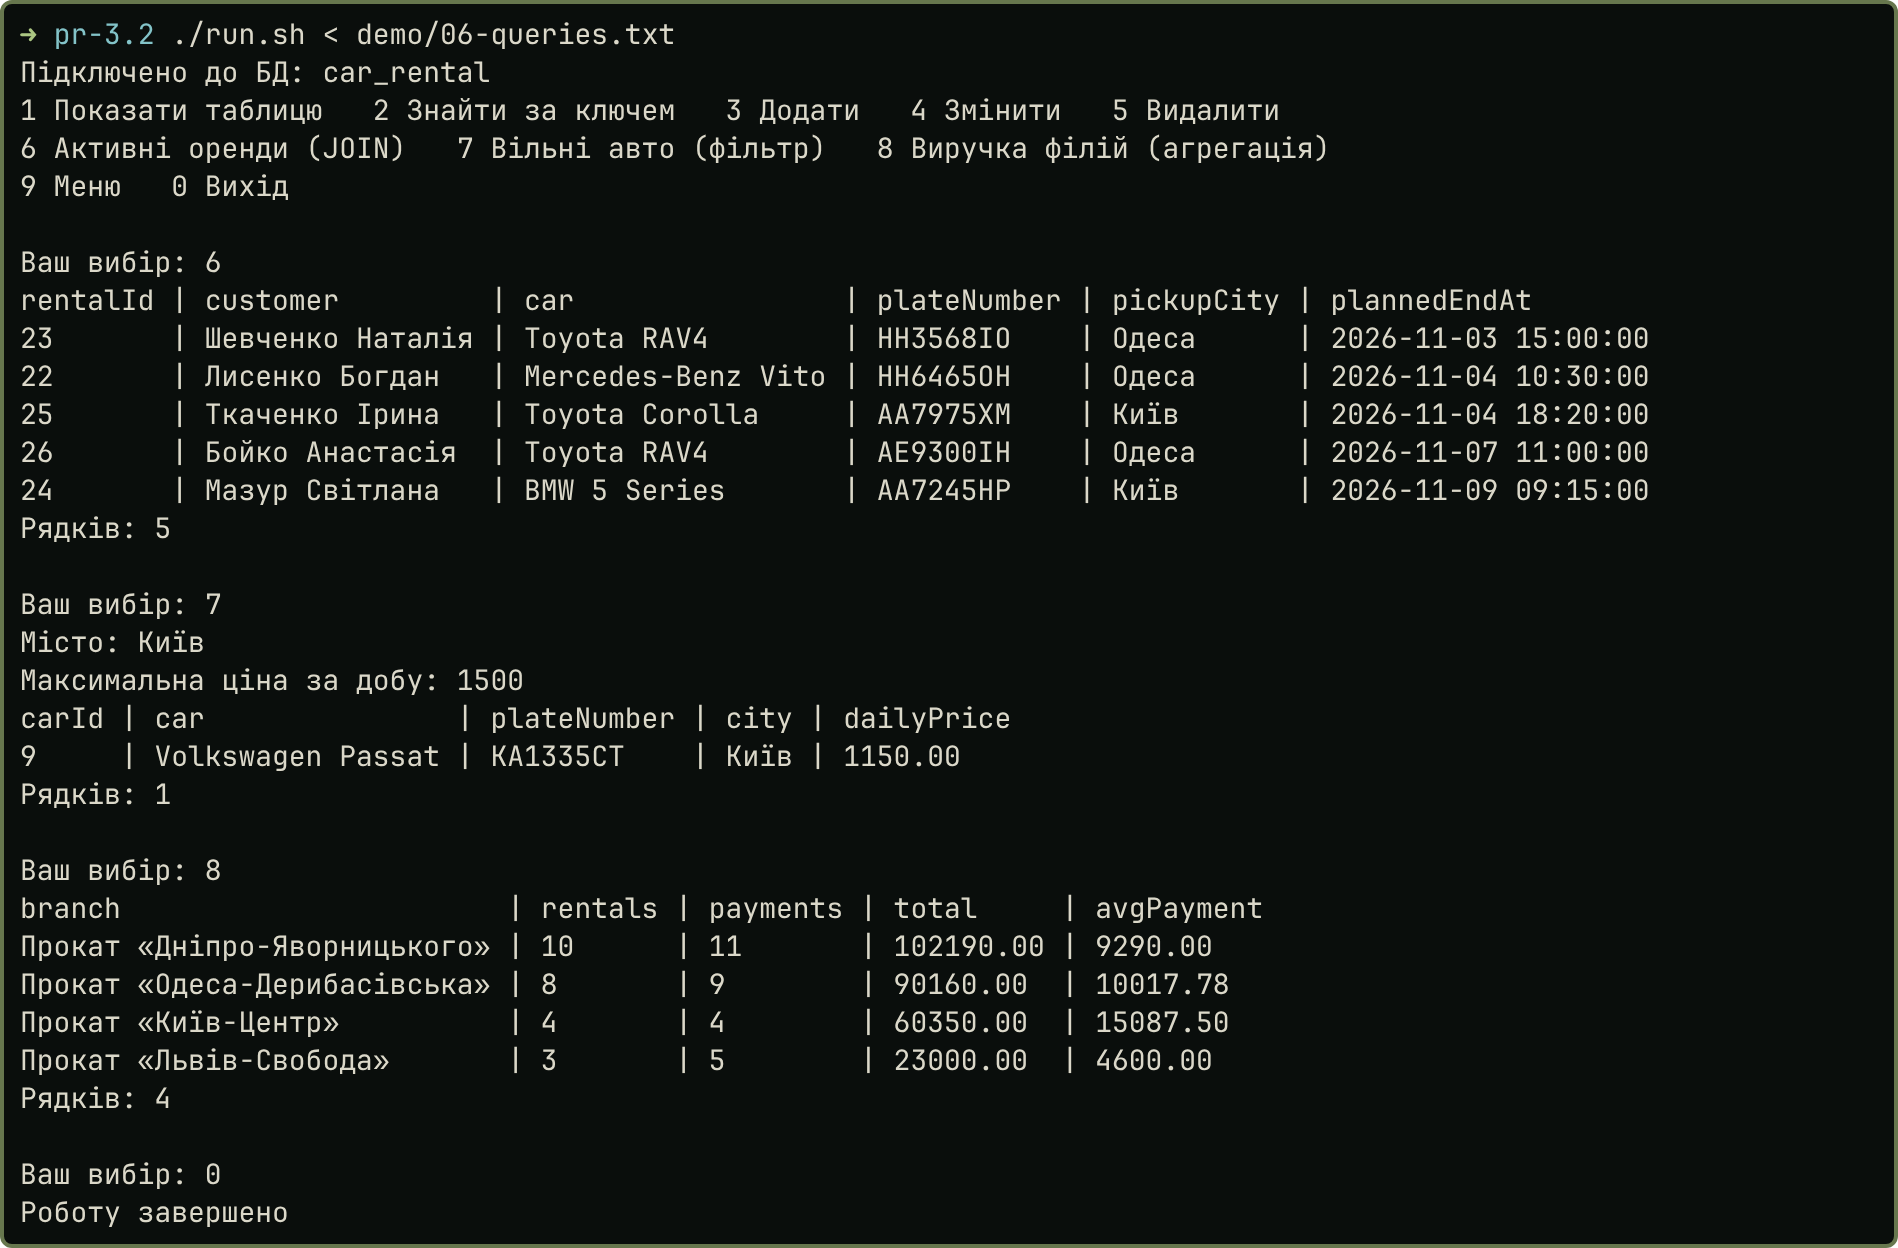 ➜ pr-3.2 ./run.sh < demo/06-queries.txt
Підключено до БД: car_rental
1 Показати таблицю   2 Знайти за ключем   3 Додати   4 Змінити   5 Видалити
6 Активні оренди (JOIN)   7 Вільні авто (фільтр)   8 Виручка філій (агрегація)
9 Меню   0 Вихід

Ваш вибір: 6
rentalId | customer         | car                | plateNumber | pickupCity | plannedEndAt
23       | Шевченко Наталія | Toyota RAV4        | HH3568IO    | Одеса      | 2026-11-03 15:00:00
22       | Лисенко Богдан   | Mercedes-Benz Vito | HH6465OH    | Одеса      | 2026-11-04 10:30:00
25       | Ткаченко Ірина   | Toyota Corolla     | AA7975XM    | Київ       | 2026-11-04 18:20:00
26       | Бойко Анастасія  | Toyota RAV4        | AE9300IH    | Одеса      | 2026-11-07 11:00:00
24       | Мазур Світлана   | BMW 5 Series       | AA7245HP    | Київ       | 2026-11-09 09:15:00
Рядків: 5

Ваш вибір: 7
Місто: Київ
Максимальна ціна за добу: 1500
carId | car               | plateNumber | city | dailyPrice
9     | Volkswagen Passat | KA1335CT    | Київ | 1150.00
Рядків: 1

Ваш вибір: 8
branch                       | rentals | payments | total     | avgPayment
Прокат «Дніпро-Яворницького» | 10      | 11       | 102190.00 | 9290.00
Прокат «Одеса-Дерибасівська» | 8       | 9        | 90160.00  | 10017.78
Прокат «Київ-Центр»          | 4       | 4        | 60350.00  | 15087.50
Прокат «Львів-Свобода»       | 3       | 5        | 23000.00  | 4600.00
Рядків: 4

Ваш вибір: 0
Роботу завершено